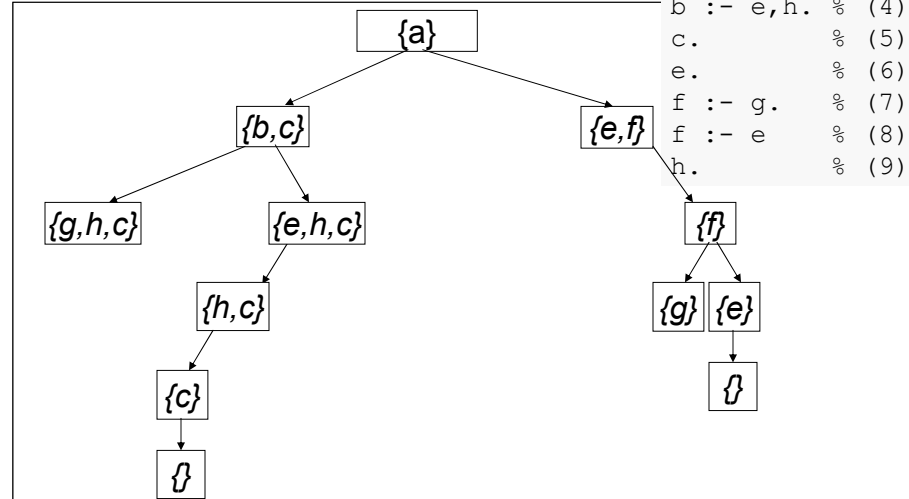 {a}
b :- e,h. % (4)
c. % (5)
e. % (6)
f :- g. % (7)
f :- e % (8)
h. % (9)
{b,c}
{e,f}
{g,h,c}
{e,h,c}
{f}
{h,c}
{g}
{e}
{c}
{}
{}